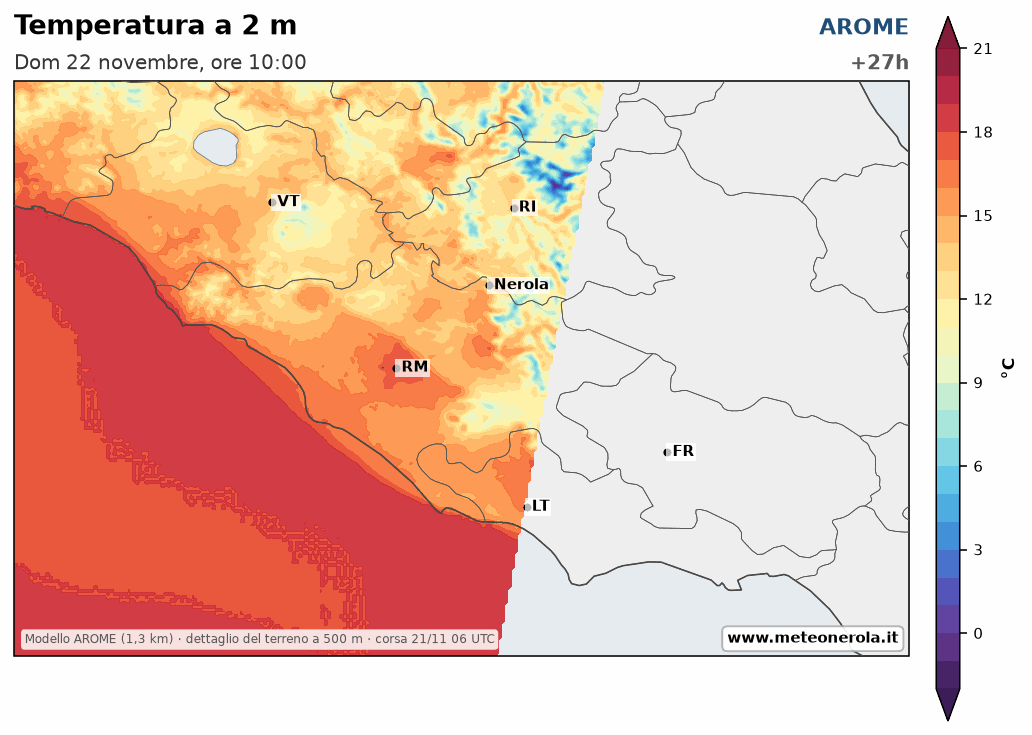 Temperatura a 2 m
AROME
Dom 22 novembre, ore 10:00
+27h
21
18
15
12
9
6
3
0
°C
VT
RI
Nerola
RM
FR
LT
Modello AROME (1,3 km) · dettaglio del terreno a 500 m · corsa 21/11 06 UTC
www.meteonerola.it